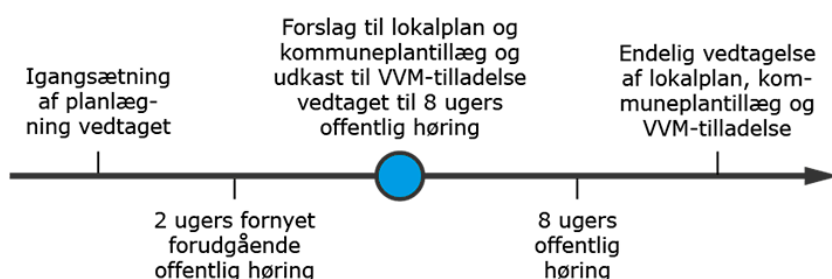 Igangsætning
af planlæg-
ning vedtaget
2 ugers fornyet
forudgående
offentlig høring
Forslag til lokalplan og
kommuneplantillæg og
udkast til VVM-tilladelse
vedtaget til 8 ugers
offentlig høring
8 ugers
offentlig
høring
Endelig vedtagelse
af lokalplan, kom-
muneplantillæg og
VVM-tilladelse